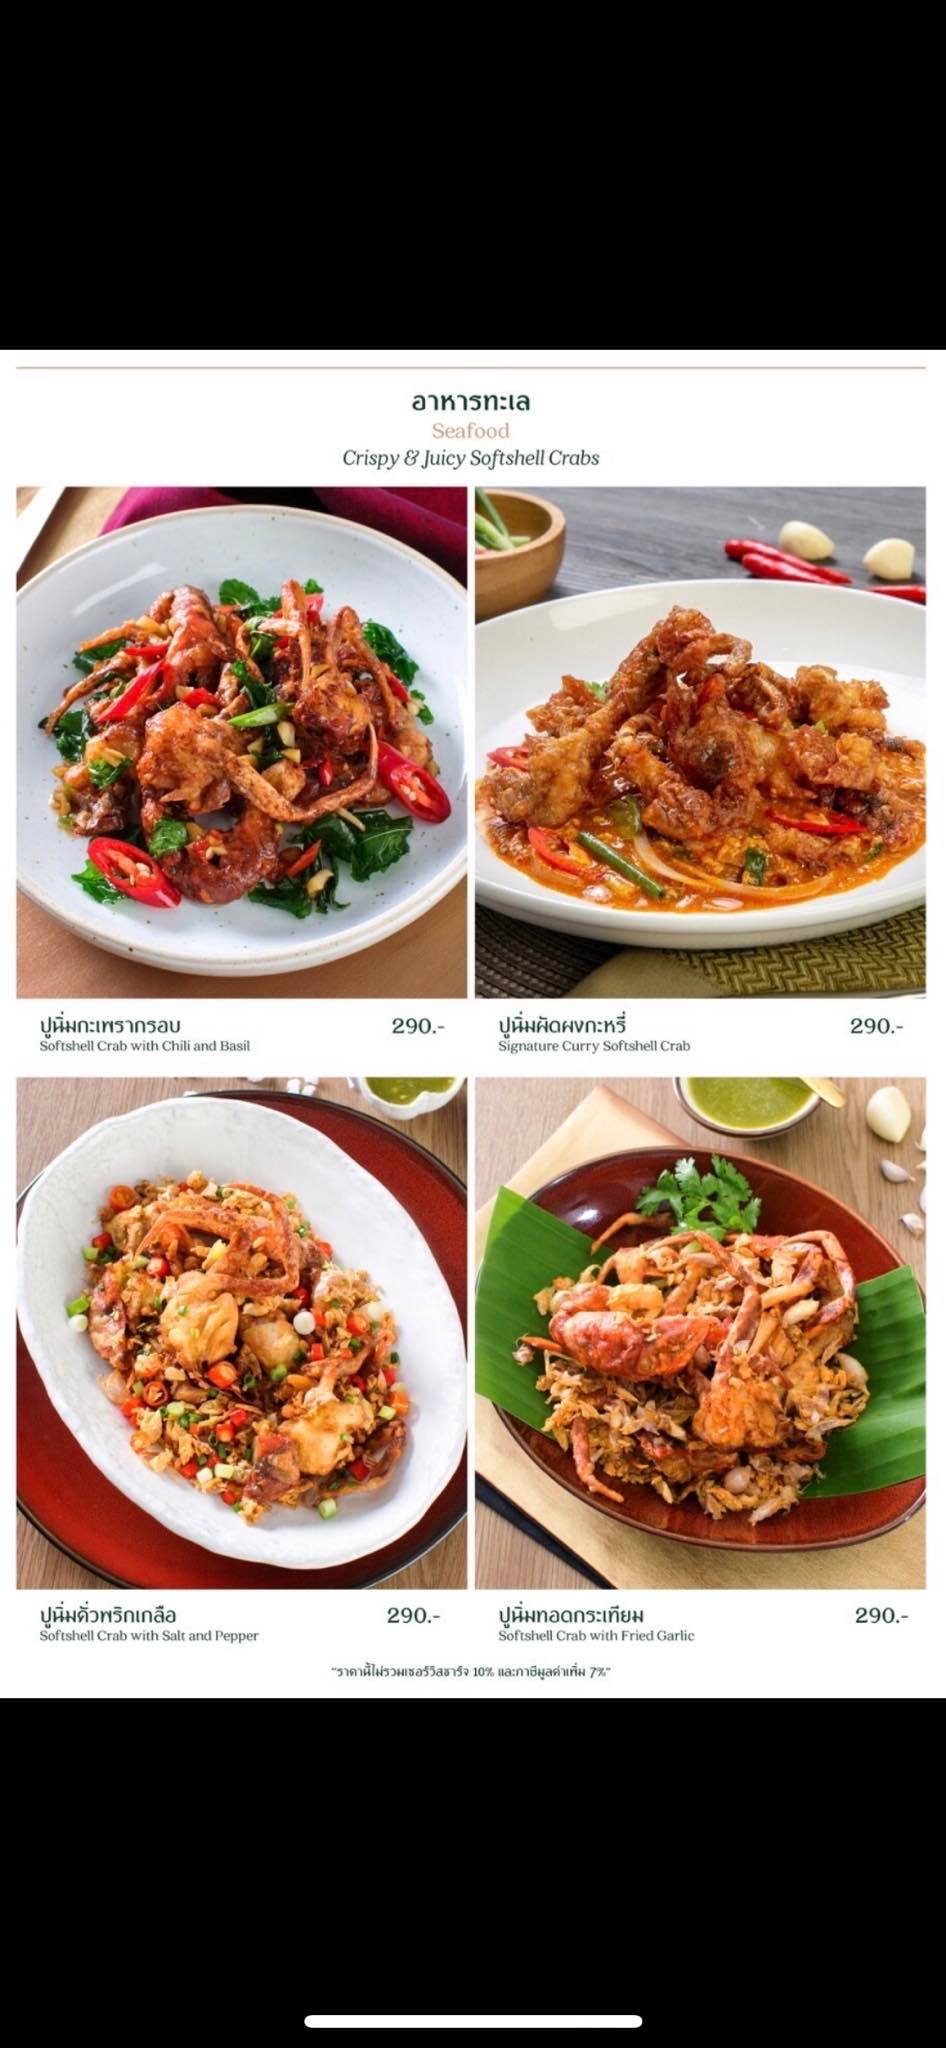 อาหารทะเล
Seafood
Crispy & Juicy Softshell Crabs
ปูนิ่มกะเพรากรอบ 290.-
Softshell Crab with Chili and Basil
ปูนิ่มผัดผงกะหรี่ 290.-
Signature Curry Softshell Crab
ปูนิ่มคั่วพริกเกลือ 290.-
Softshell Crab with Salt and Pepper
ปูนิ่มทอดกระเทียม 290.-
Softshell Crab with Fried Garlic
"ราคานี้ไม่รวมเซอร์วิสชาร์จ 10% และภาษีมูลค่าเพิ่ม 7%"